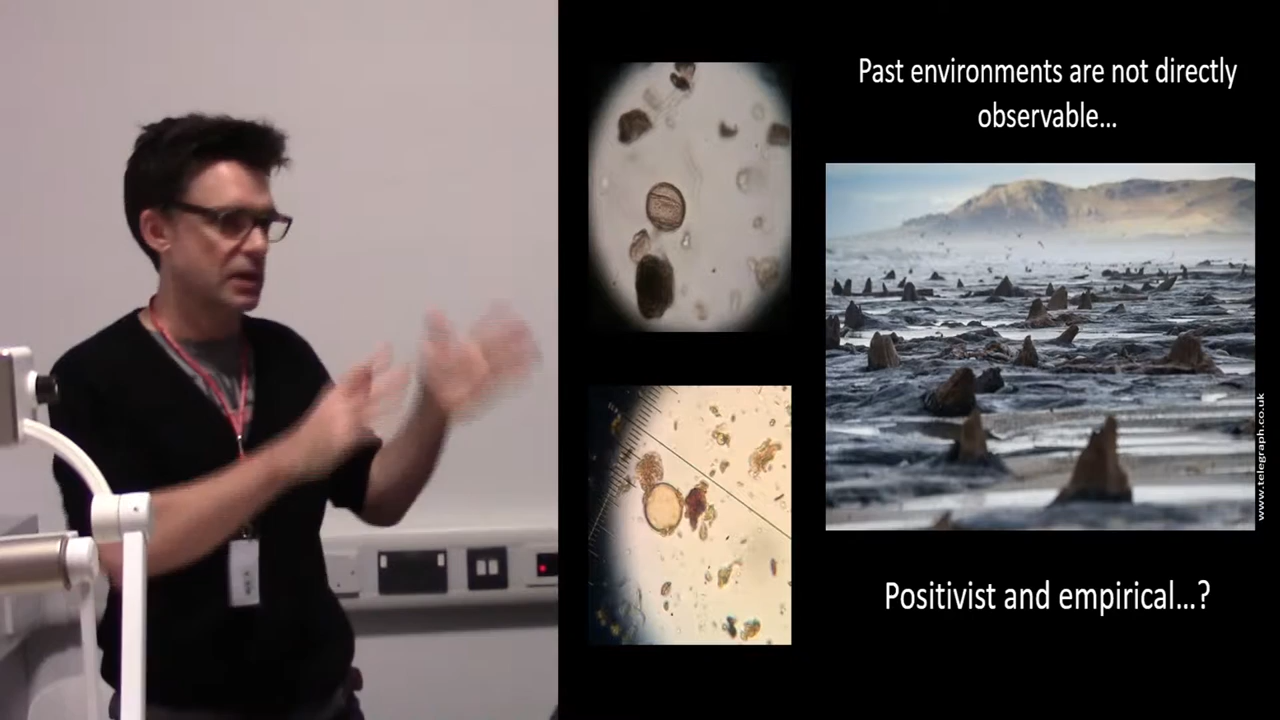 Past environments are not directly
observable...
www.telegraph.co.uk
Positivist and empirical...?